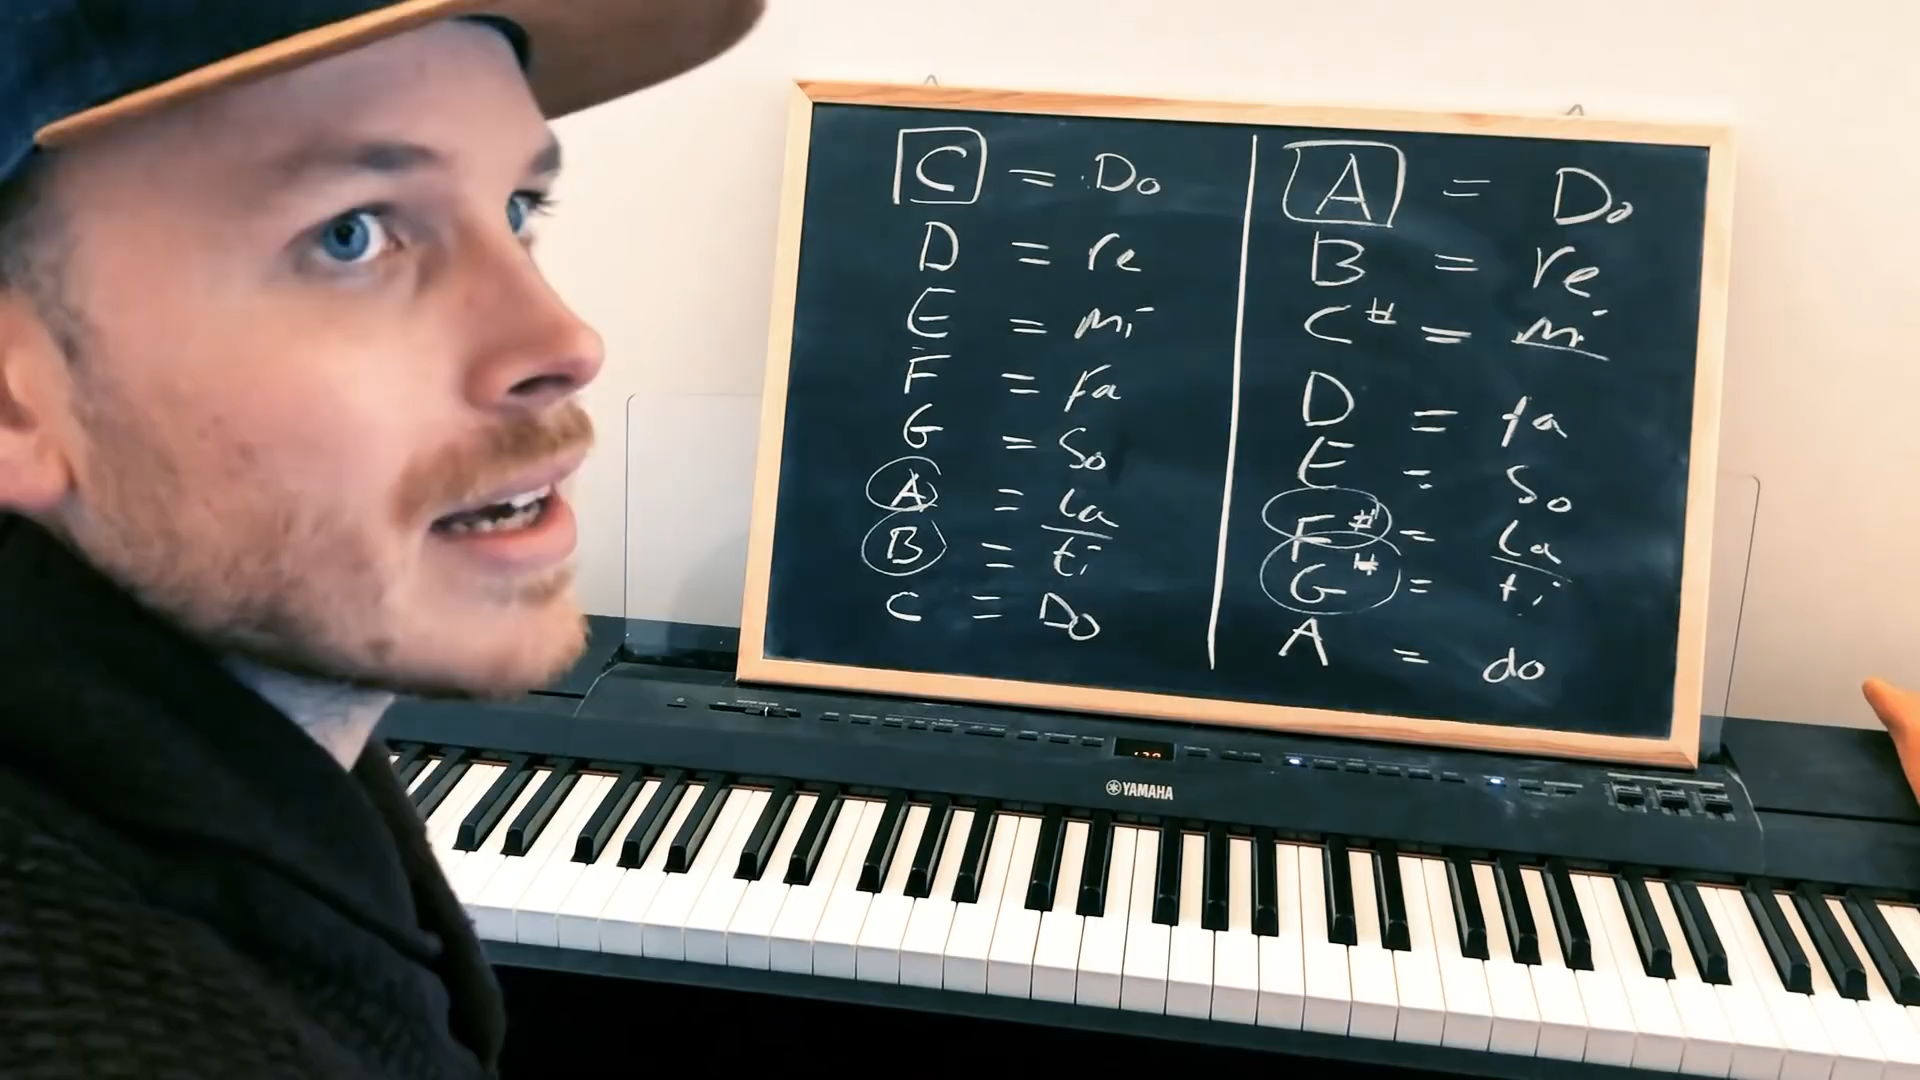 C = Do
D = re
E = mi
F = Fa
G = So
A = La
B = ti
C = Do
A = Do
B = re
C# = mi
D = fa
E = So
F# = La
G# = ti
A = do
YAMAHA